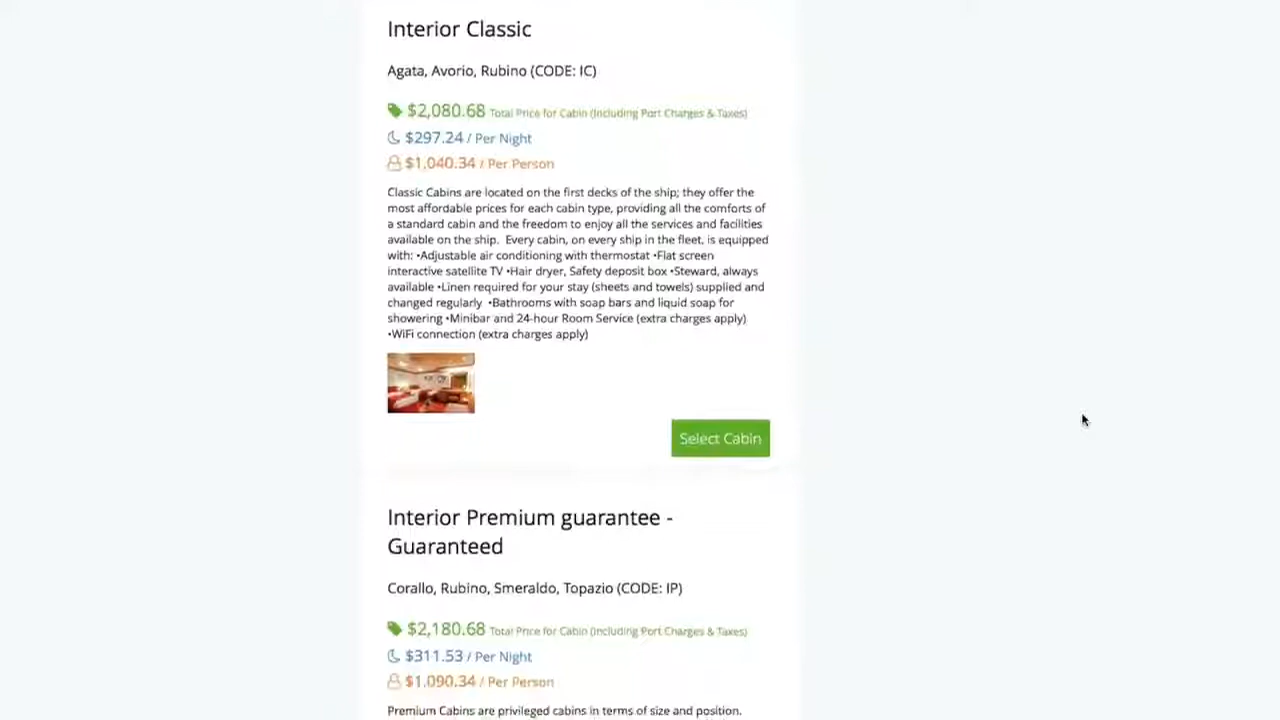 Interior Classic
Agata, Avorio, Rubino (CODE: IC)
$2,080.68 Total Price for Cabin (Including Port Charges & Taxes)
$297.24 / Per Night
$1,040.34 / Per Person
Classic Cabins are located on the first decks of the ship; they offer the
most affordable prices for each cabin type, providing all the comforts of
a standard cabin and the freedom to enjoy all the services and facilities
available on the ship.  Every cabin, on every ship in the fleet, is equipped
with: •Adjustable air conditioning with thermostat •Flat screen
interactive satellite TV •Hair dryer, Safety deposit box •Steward, always
available •Linen required for your stay (sheets and towels) supplied and
changed regularly  •Bathrooms with soap bars and liquid soap for
showering •Minibar and 24-hour Room Service (extra charges apply)
•WiFi connection (extra charges apply)
Select Cabin
Interior Premium guarantee -
Guaranteed
Corallo, Rubino, Smeraldo, Topazio (CODE: IP)
$2,180.68 Total Price for Cabin (Including Port Charges & Taxes)
$311.53 / Per Night
$1,090.34 / Per Person
Premium Cabins are privileged cabins in terms of size and position.